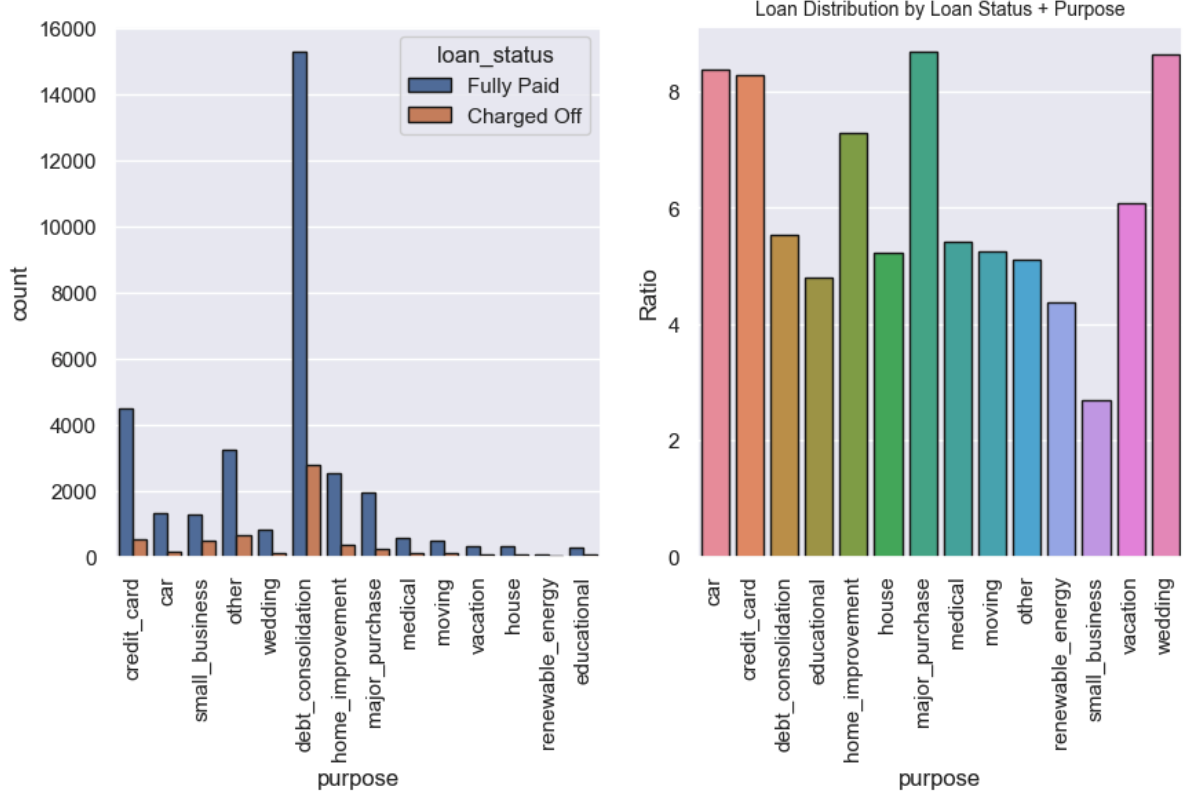 16000
14000
12000
10000
8000
6000
4000
2000
0
count
loan_status
Fully Paid
Charged Off
credit_card
car
small_business
other
wedding
debt_consolidation
home_improvement
major_purchase
medical
moving
vacation
house
renewable_energy
educational
purpose
Loan Distribution by Loan Status + Purpose
8
6
4
2
0
Ratio
car
credit_card
debt_consolidation
educational
home_improvement
house
major_purchase
medical
moving
other
renewable_energy
small_business
vacation
wedding
purpose